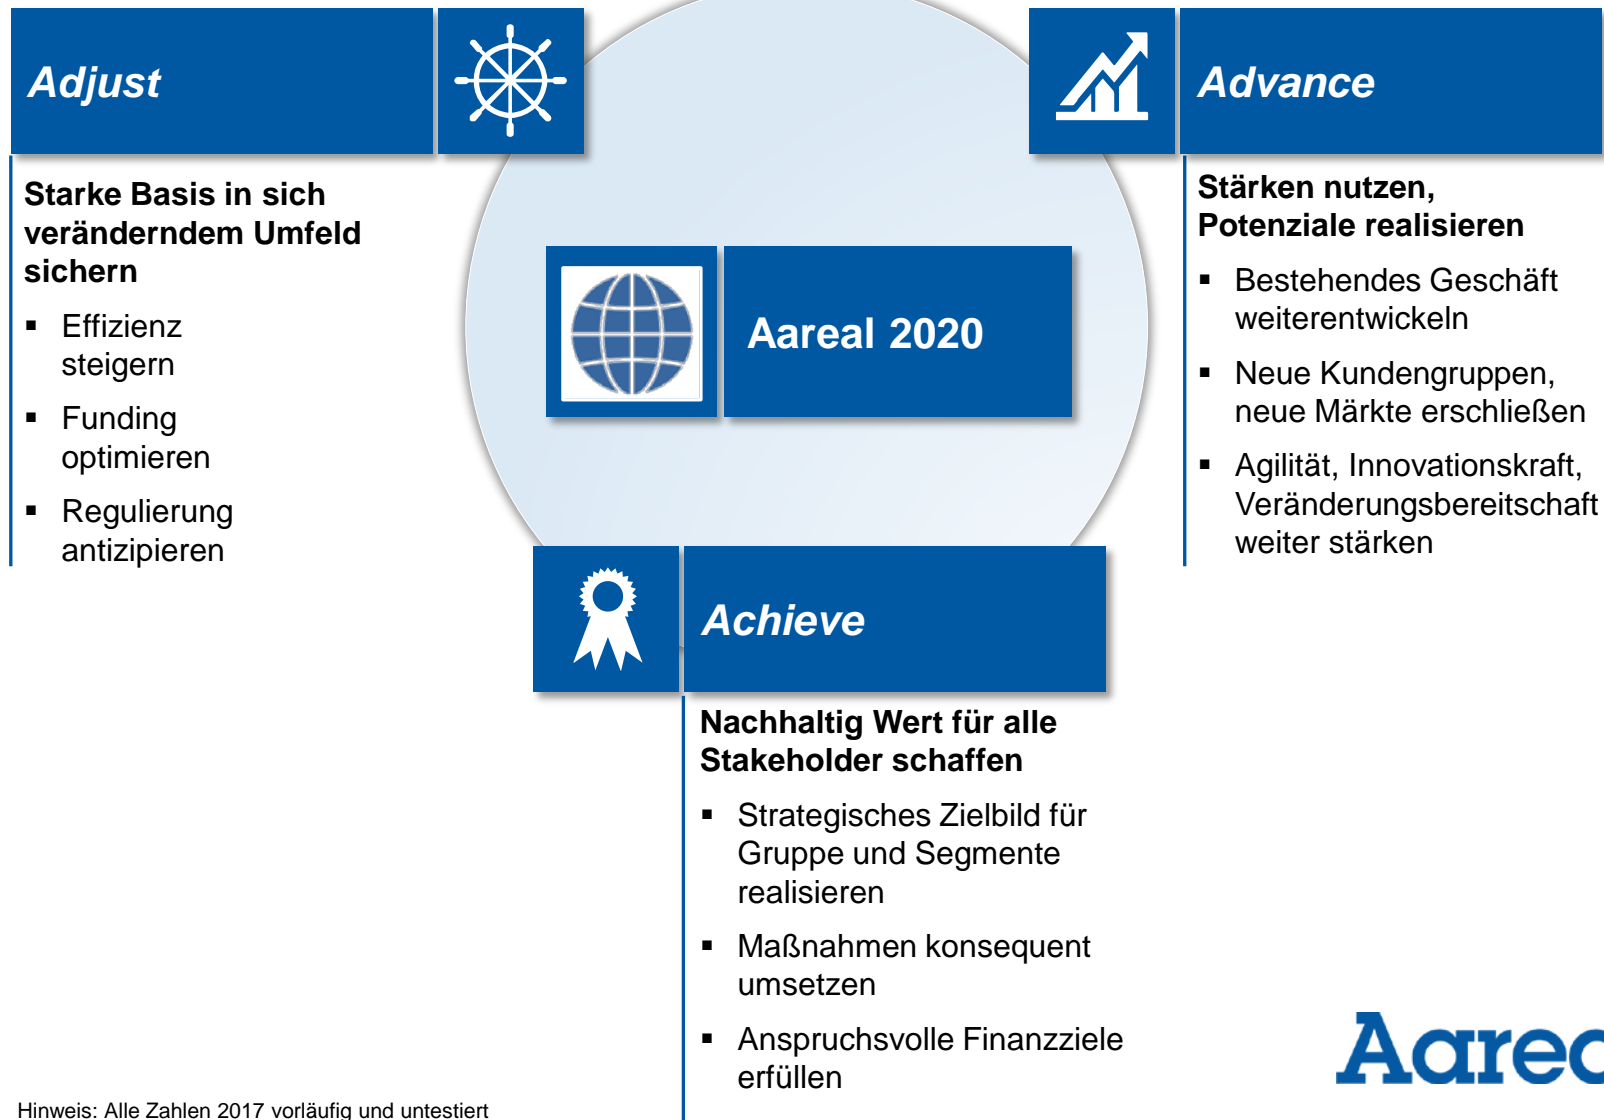 Adjust
Starke Basis in sich
veränderndem Umfeld
sichern
▪ Effizienz
steigern
▪ Funding
optimieren
▪ Regulierung
antizipieren
Aareal 2020
Advance
Stärken nutzen,
Potenziale realisieren
▪ Bestehendes Geschäft
weiterentwickeln
▪ Neue Kundengruppen,
neue Märkte erschließen
▪ Agilität, Innovationskraft,
Veränderungsbereitschaft
weiter stärken
Achieve
Nachhaltig Wert für alle
Stakeholder schaffen
▪ Strategisches Zielbild für
Gruppe und Segmente
realisieren
▪ Maßnahmen konsequent
umsetzen
▪ Anspruchsvolle Finanzziele
erfüllen
Hinweis: Alle Zahlen 2017 vorläufig und untestiert